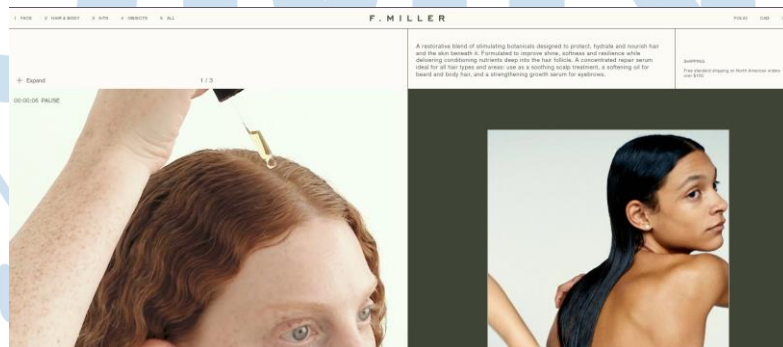 1 FACE 2 HAIR & BODY 3 KITS 4 OBJECTS 5 ALL
F. MILLER
FOLIO CAD
A restorative blend of stimulating botanicals designed to protect, hydrate and nourish hair
and the skin beneath it. Formulated to improve shine, softness and resilience while
delivering conditioning nutrients deep into the hair follicle. A concentrated repair serum
ideal for all hair types and areas: use as a soothing scalp treatment, a softening oil for
beard and body hair, and a strengthening growth serum for eyebrows.
SHIPPING
Free standard shipping on North American orders
over
+ Expand
1 / 3
00:00:06 PAUSE